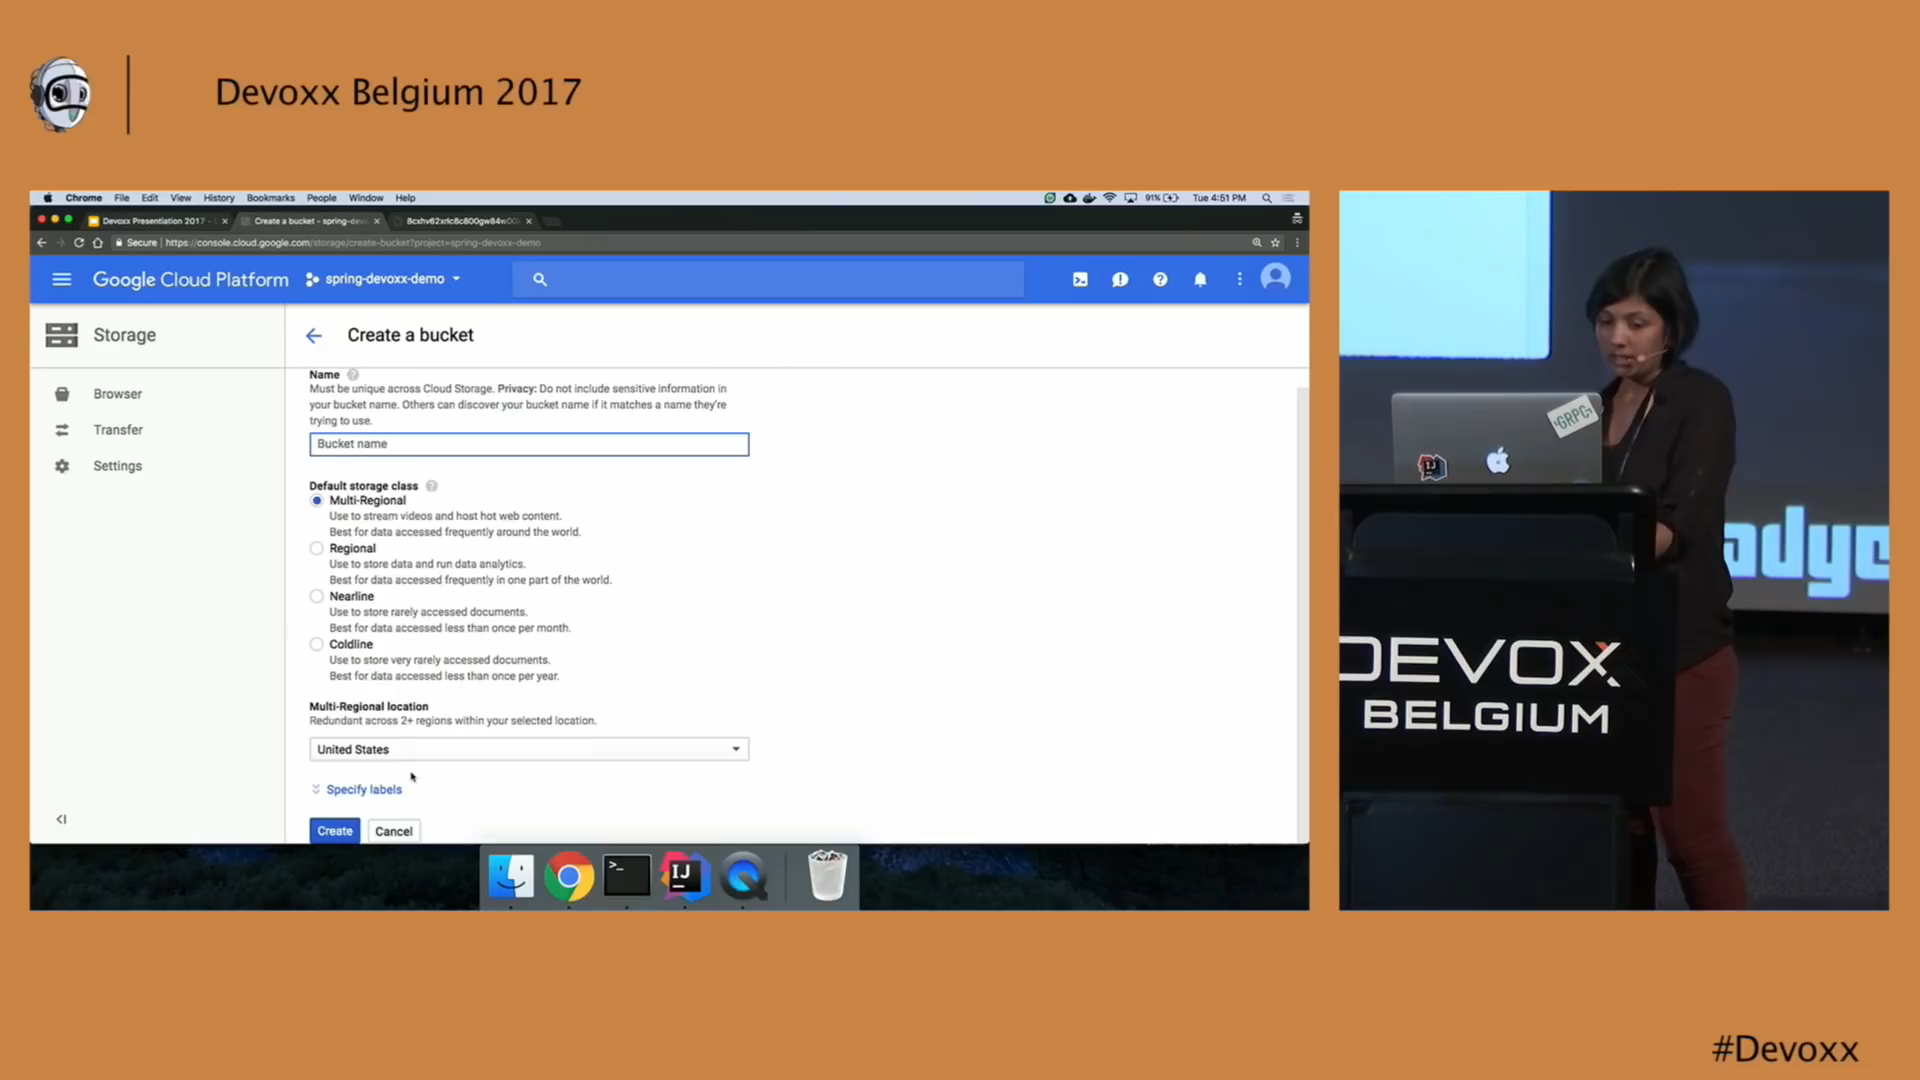 Devoxx Belgium 2017
Chrome File Edit View History Bookmarks People Window Help
91% Tue 4:51 PM
Devoxx Presentation 2017 -
Create a bucket - spring-dev
Secure https://console.cloud.google.com/storage/create-bucket?project=spring-devoxx-demo
Google Cloud Platform spring-devoxx-demo
Storage
Create a bucket
Browser
Transfer
Settings
Name
Must be unique across Cloud Storage. Privacy: Do not include sensitive information in
your bucket name. Others can discover your bucket name if it matches a name they're
trying to use.
Bucket name
Default storage class
Multi-Regional
Use to stream videos and host hot web content.
Best for data accessed frequently around the world.
Regional
Use to store data and run data analytics.
Best for data accessed frequently in one part of the world.
Nearline
Use to store rarely accessed documents.
Best for data accessed less than once per month.
Coldline
Use to store very rarely accessed documents.
Best for data accessed less than once per year.
Multi-Regional location
Redundant across 2+ regions within your selected location.
United States
Specify labels
Create Cancel
IJ
GRPC
IJ
adyc
DEVOX
BELGIUM
#Devoxx